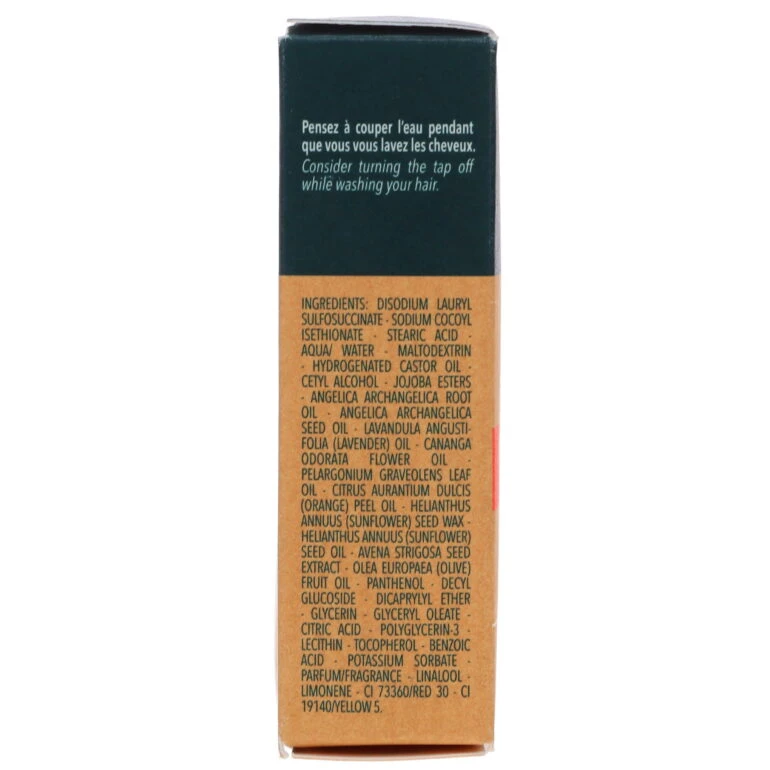 Pensez à couper l'eau pendant
que vous vous lavez les cheveux.
Consider turning the tap off
while washing your hair.
INGREDIENTS: DISODIUM LAURYL
SULFOSUCCINATE · SODIUM COCOYL
ISETHIONATE · STEARIC ACID ·
AQUA/ WATER · MALTODEXTRIN
· HYDROGENATED CASTOR OIL ·
CETYL ALCOHOL · JOJOBA ESTERS
· ANGELICA ARCHANGELICA ROOT
OIL · ANGELICA ARCHANGELICA
SEED OIL · LAVANDULA ANGUSTI-
FOLIA (LAVENDER) OIL · CANANGA
ODORATA FLOWER OIL ·
PELARGONIUM GRAVEOLENS LEAF
OIL · CITRUS AURANTIUM DULCIS
(ORANGE) PEEL OIL · HELIANTHUS
ANNUUS (SUNFLOWER) SEED WAX ·
HELIANTHUS ANNUUS (SUNFLOWER)
SEED OIL · AVENA STRIGOSA SEED
EXTRACT · OLEA EUROPAEA (OLIVE)
FRUIT OIL · PANTHENOL · DECYL
GLUCOSIDE · DICAPRYLYL ETHER
· GLYCERIN · GLYCERYL OLEATE ·
CITRIC ACID · POLYGLYCERIN-3 ·
LECITHIN · TOCOPHEROL · BENZOIC
ACID · POTASSIUM SORBATE ·
PARFUM/FRAGRANCE · LINALOOL ·
LIMONENE · CI 73360/RED 30 · CI
19140/YELLOW 5.